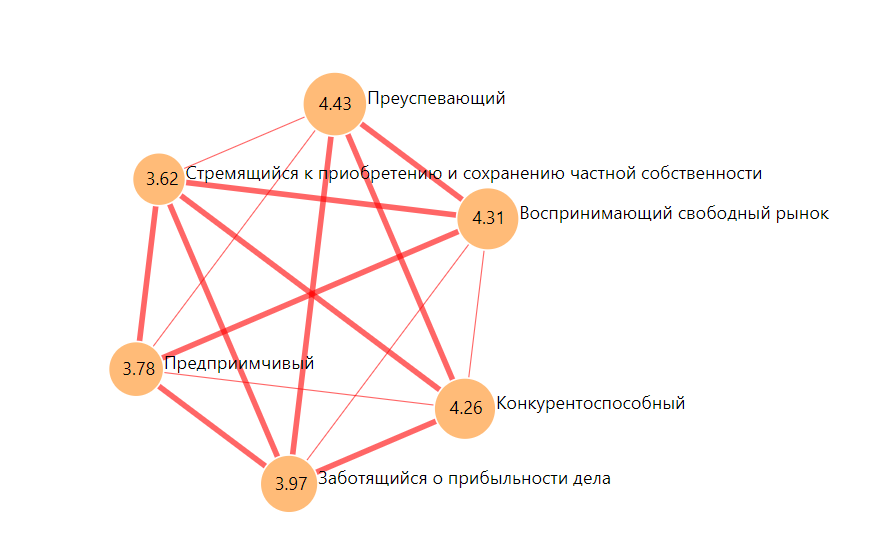 4.43 Преуспевающий
3.62 Стремящийся к приобретению и сохранению частной собственности
4.31 Воспринимающий свободный рынок
3.78 Предприимчивый
4.26 Конкурентоспособный
3.97 Заботящийся о прибыльности дела